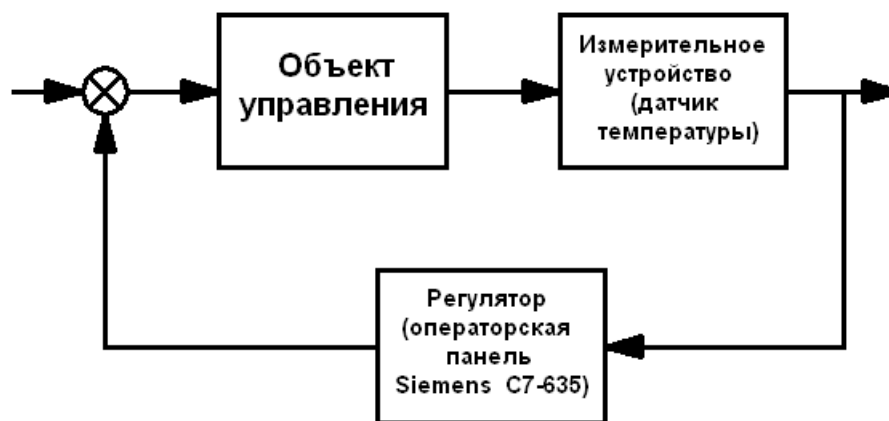 Объект
управления
Измерительное
устройство
(датчик
температуры)
Регулятор
(операторская
панель
Siemens C7-635)